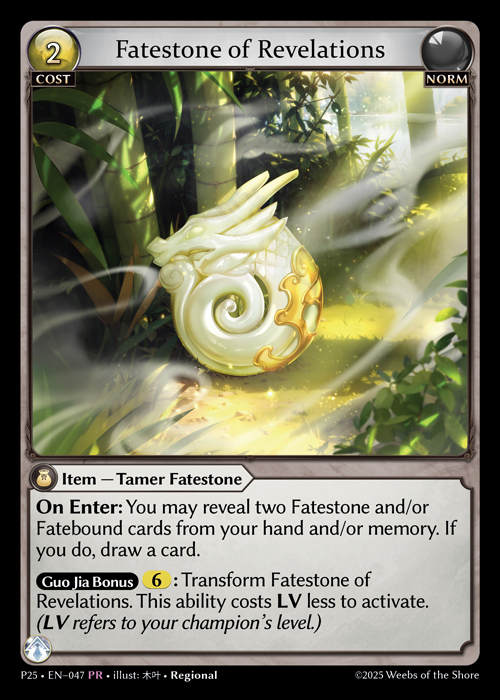 2
Fatestone of Revelations
COST
NORM
Item — Tamer Fatestone
On Enter: You may reveal two Fatestone and/or
Fatebound cards from your hand and/or memory. If
you do, draw a card.
Guo Jia Bonus 6 : Transform Fatestone of
Revelations. This ability costs LV less to activate.
(LV refers to your champion's level.)
P25 • EN–047 PR • illust: 木叶 • Regional
©2025 Weebs of the Shore